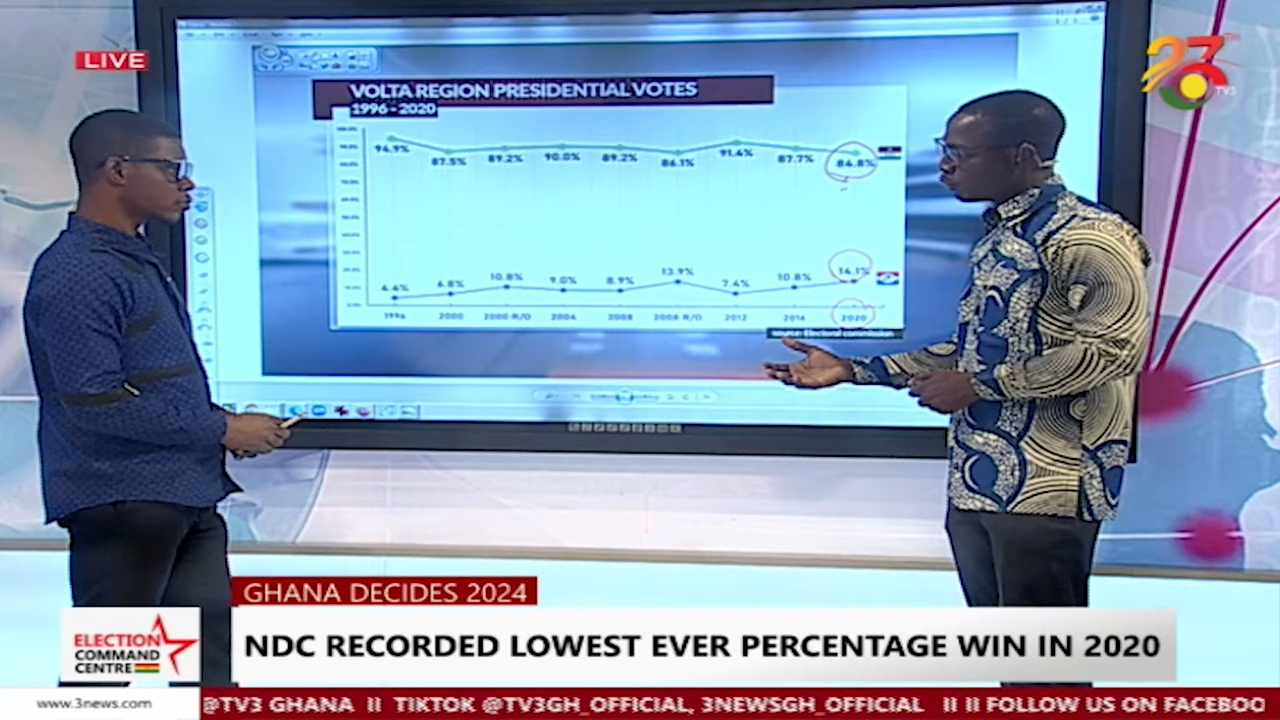 LIVE
23TH
TV3
VOLTA REGION PRESIDENTIAL VOTES
1996 - 2020
94.9% 87.5% 89.2% 90.0% 89.2% 86.1% 91.4% 87.7% 84.8%
6.8% 10.8% 9.0% 8.9% 13.9% 7.4% 10.8% 14.1%
1996 2000 2000 R/O 2004 2008 2008 R/O 2012 2016 2020
source: Electoral commission
GHANA DECIDES 2024
ELECTION
COMMAND
CENTRE
NDC RECORDED LOWEST EVER PERCENTAGE WIN IN 2020
www.3news.com
@TV3 GHANA II TIKTOK @TV3GH_OFFICIAL, 3NEWSGH_OFFICIAL II II FOLLOW US ON FACEBOO